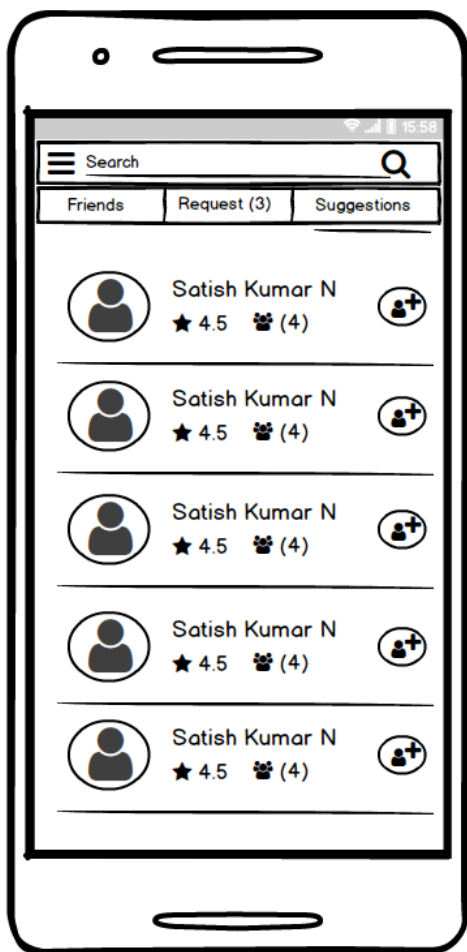 15:58
Search
Friends Request (3) Suggestions
Satish Kumar N
4.5 (4)
Satish Kumar N
4.5 (4)
Satish Kumar N
4.5 (4)
Satish Kumar N
4.5 (4)
Satish Kumar N
4.5 (4)